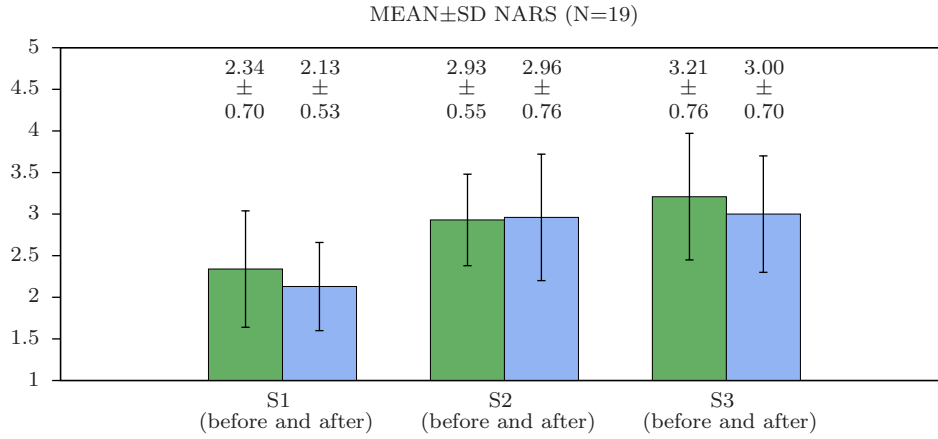 MEAN±SD NARS (N=19)
5
4.5
4
3.5
3
2.5
2
1.5
1
2.34 2.13 2.93 2.96 3.21 3.00
± ± ± ± ± ±
0.70 0.53 0.55 0.76 0.76 0.70
S1 S2 S3
(before and after) (before and after) (before and after)